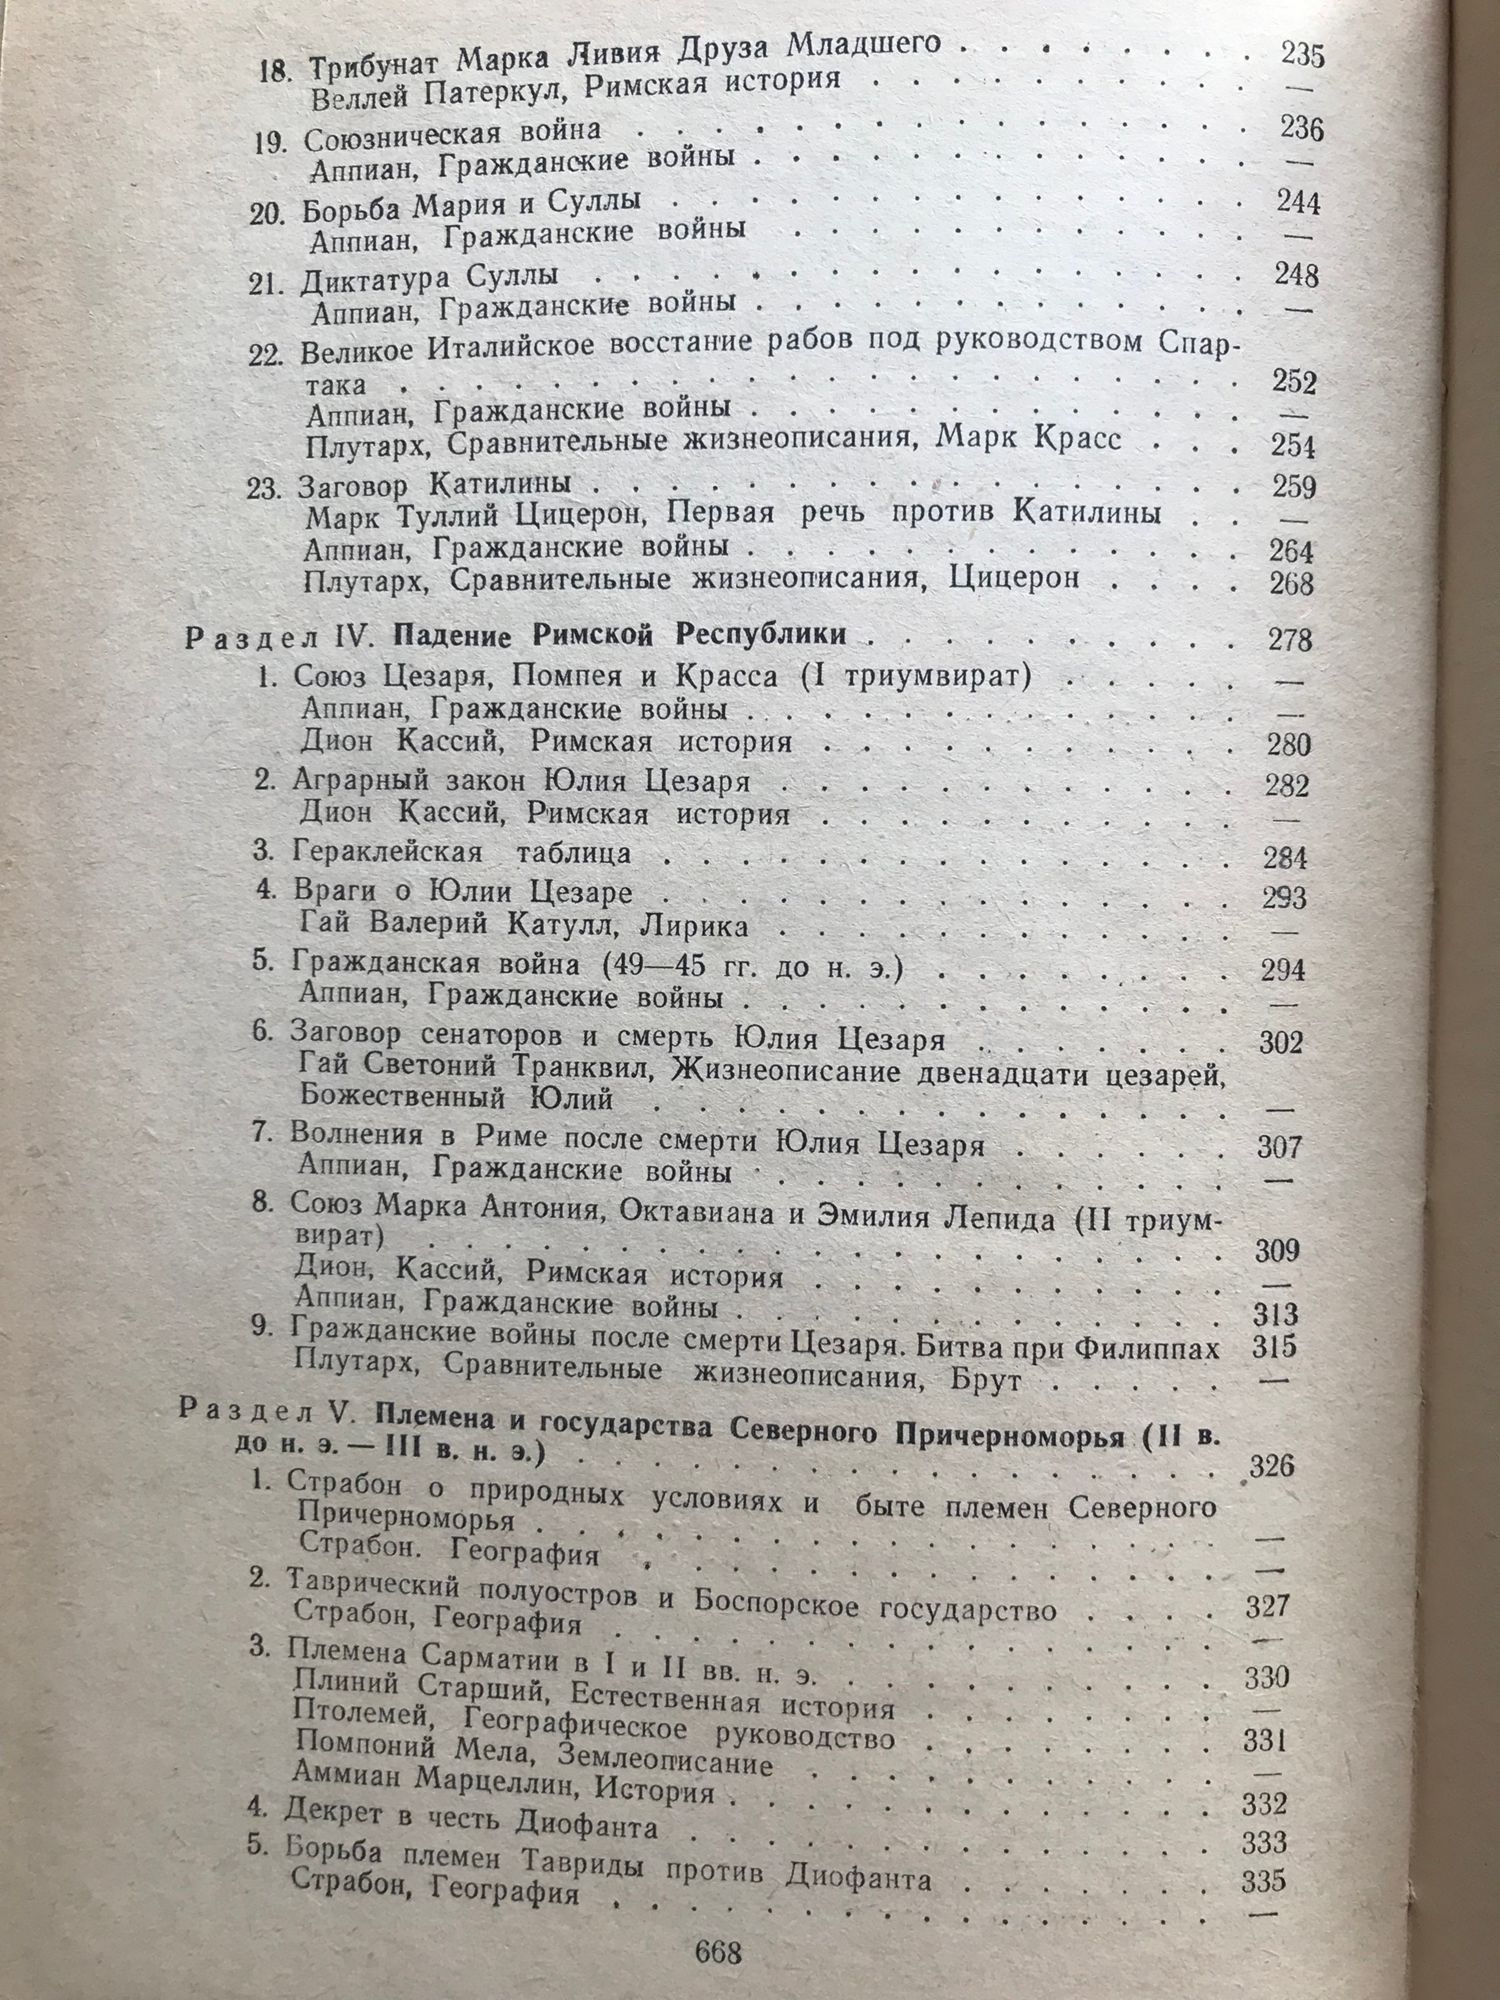 18. Трибунат Марка Ливия Друза Младшего . . . . . . . . 235
Веллей Патеркул, Римская история . . . . . . . . . . —
19. Союзническая война . . . . . . . . . . . . . . . . 236
Аппиан, Гражданские войны . . . . . . . . . . . . . —
20. Борьба Мария и Суллы . . . . . . . . . . . . . . . 244
Аппиан, Гражданские войны . . . . . . . . . . . . —
21. Диктатура Суллы . . . . . . . . . . . . . . . . . 248
Аппиан, Гражданские войны . . . . . . . . . . . . . —
22. Великое Италийское восстание рабов под руководством Спар-
така . . . . . . . . . . . . . . . . . . . . . . 252
Аппиан, Гражданские войны . . . . . . . . . . . . . —
Плутарх, Сравнительные жизнеописания, Марк Красс . . . 254
23. Заговор Катилины . . . . . . . . . . . . . . . . . 259
Марк Туллий Цицерон, Первая речь против Катилины . . —
Аппиан, Гражданские войны . . . . . . . . . . . . . 264
Плутарх, Сравнительные жизнеописания, Цицерон . . . . 268
Раздел IV. Падение Римской Республики . . . . . . . . . . 278
1. Союз Цезаря, Помпея и Красса (I триумвират) . . . . . —
Аппиан, Гражданские войны . . . . . . . . . . . . . —
Дион Кассий, Римская история . . . . . . . . . . . 280
2. Аграрный закон Юлия Цезаря . . . . . . . . . . . . 282
Дион Кассий, Римская история . . . . . . . . . . . —
3. Гераклейская таблица . . . . . . . . . . . . . . . 284
4. Враги о Юлии Цезаре . . . . . . . . . . . . . . . 293
Гай Валерий Катулл, Лирика . . . . . . . . . . . . —
5. Гражданская война (49—45 гг. до н. э.) . . . . . . . . 294
Аппиан, Гражданские войны . . . . . . . . . . . . . —
6. Заговор сенаторов и смерть Юлия Цезаря . . . . . . . 302
Гай Светоний Транквил, Жизнеописание двенадцати цезарей,
Божественный Юлий . . . . . . . . . . . . . . . —
7. Волнения в Риме после смерти Юлия Цезаря . . . . . . 307
Аппиан, Гражданские войны . . . . . . . . . . . . . —
8. Союз Марка Антония, Октавиана и Эмилия Лепида (II триум-
вират) . . . . . . . . . . . . . . . . . . . . . 309
Дион, Кассий, Римская история . . . . . . . . . . . —
Аппиан, Гражданские войны . . . . . . . . . . . . . 313
9. Гражданские войны после смерти Цезаря. Битва при Филиппах 315
Плутарх, Сравнительные жизнеописания, Брут . . . . . —
Раздел V. Племена и государства Северного Причерноморья (II в.
до н. э. — III в. н. э.) . . . . . . . . . . . . . . . . . 326
1. Страбон о природных условиях и быте племен Северного
Причерноморья . . . . . . . . . . . . . . . . . . —
Страбон. География . . . . . . . . . . . . . . . . —
2. Таврический полуостров и Боспорское государство . . . . 327
Страбон, География . . . . . . . . . . . . . . . . —
3. Племена Сарматии в I и II вв. н. э. . . . . . . . . . . 330
Плиний Старший, Естественная история . . . . . . . . —
Птолемей, Географическое руководство . . . . . . . . 331
Помпоний Мела, Землеописание . . . . . . . . . . . —
Аммиан Марцеллин, История . . . . . . . . . . . . . 332
4. Декрет в честь Диофанта . . . . . . . . . . . . . . 333
5. Борьба племен Тавриды против Диофанта . . . . . . . 335
Страбон, География . . . . . . . . . . . . . . . . —
668